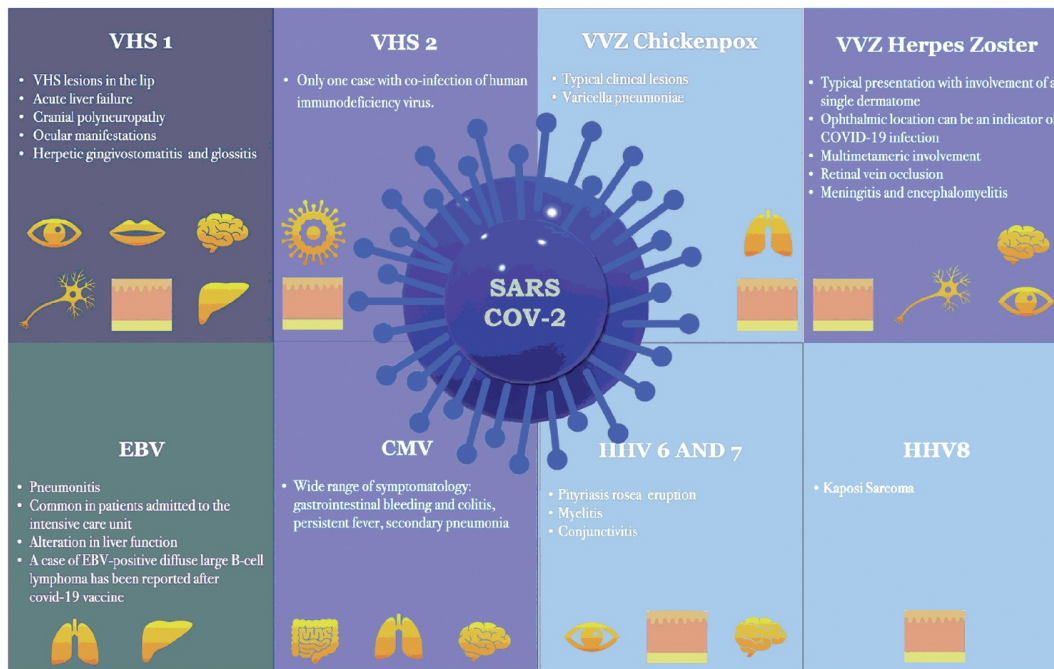 VHS 1
• VHS lesions in the lip
• Acute liver failure
• Cranial polyneuropathy
• Ocular manifestations
• Herpetic gingivostomatitis and glossitis
VHS 2
• Only one case with co-infection of human
immunodeficiency virus.
VVZ Chickenpox
• Typical clinical lesions
• Varicella pneumoniae
VVZ Herpes Zoster
• Typical presentation with involvement of a
single dermatome
• Ophthalmic location can be an indicator of
COVID-19 infection
• Multimetameric involvement
• Retinal vein occlusion
• Meningitis and encephalomyelitis
SARS
COV-2
EBV
• Pneumonitis
• Common in patients admitted to the
intensive care unit
• Alteration in liver function
• A case of EBV-positive diffuse large B-cell
lymphoma has been reported after
covid-19 vaccine
CMV
• Wide range of symptomatology:
gastrointestinal bleeding and colitis,
persistent fever, secondary pneumonia
HHV 6 AND 7
• Pityriasis rosea eruption
• Myelitis
• Conjunctivitis
HHV8
• Kaposi Sarcoma